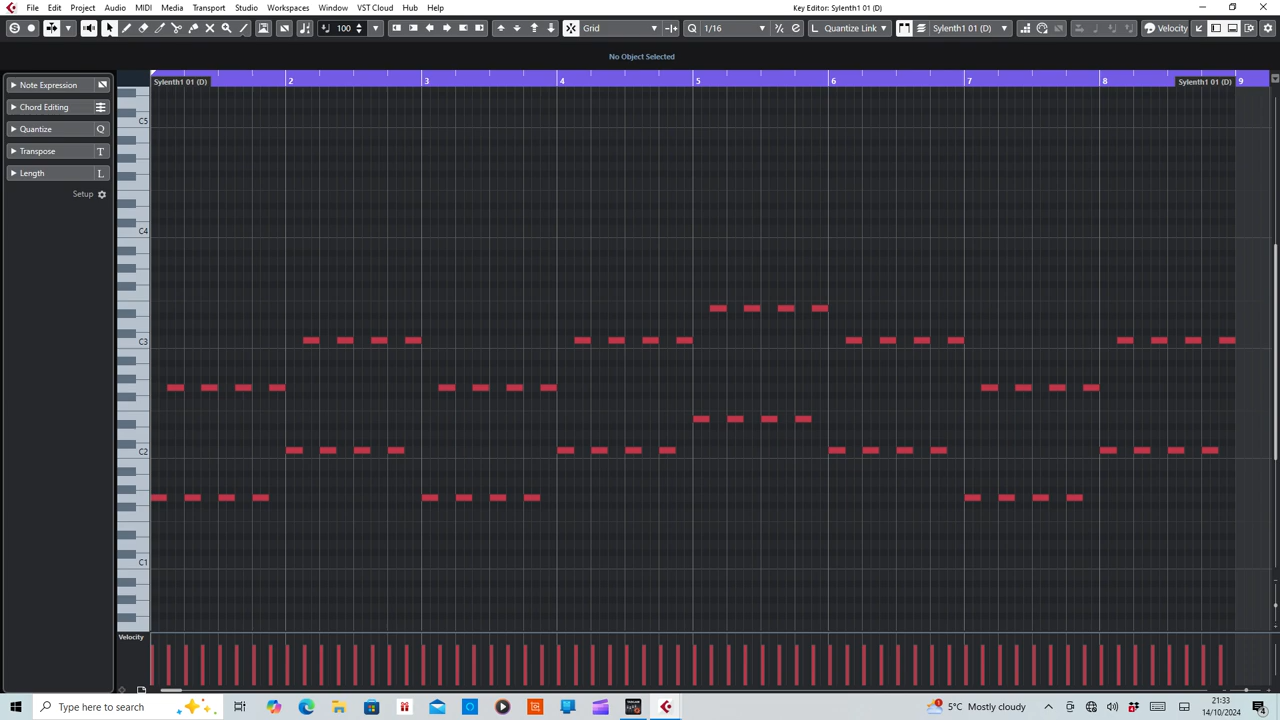 File Edit Project Audio MIDI Media Transport Studio Workspaces Window VST Cloud Hub Help
Key Editor: Sylenth1 01 (D)
S 100 Grid Q 1/16 e L Quantize Link Sylenth1 01 (D) Velocity
No Object Selected
Sylenth1 01 (D) 2 3 4 5 6 7 8 Sylenth1 01 (D) 9
Note Expression
Chord Editing
Quantize Q
Transpose T
Length L
Setup
C5
C4
C3
C2
C1
Velocity
Type here to search
5°C Mostly cloudy
21:33
14/10/2024
4